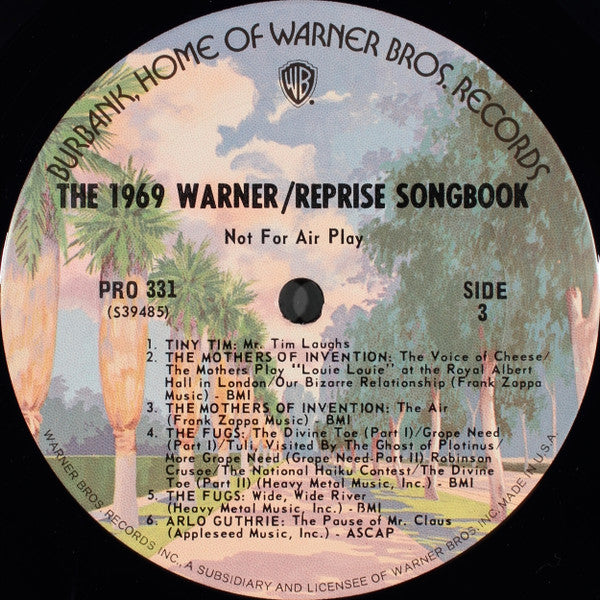 BURBANK, HOME OF WARNER BROS. RECORDS
WB
THE 1969 WARNER/REPRISE SONGBOOK
Not For Air Play
PRO 331
(S39485)
SIDE
3
1. TINY TIM: Mr. Tim Laughs
2. THE MOTHERS OF INVENTION: The Voice of Cheese/
The Mothers Play "Louie Louie" at the Royal Albert
Hall in London/Our Bizarre Relationship (Frank Zappa
Music) - BMI
3. THE MOTHERS OF INVENTION: The Air
(Frank Zappa Music) - BMI
4. THE FUGS: The Divine Toe (Part I)/Grope Need
(Part I)/Tuli, Visited By The Ghost of Plotinus/
More Grope Need (Grope Need-Part II) Robinson
Crusoe/The National Haiku Contest/The Divine
Toe (Part II) (Heavy Metal Music, Inc.) - BMI
5. THE FUGS: Wide, Wide River
(Heavy Metal Music, Inc.) - BMI
6. ARLO GUTHRIE: The Pause of Mr. Claus
(Appleseed Music, Inc.) - ASCAP
WARNER BROS. RECORDS INC., A SUBSIDIARY AND LICENSEE OF WARNER BROS. INC. MADE IN U.S.A.